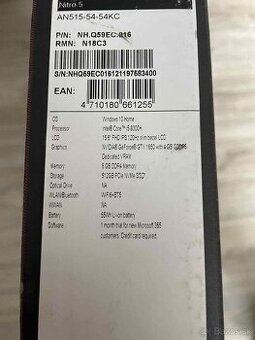 Nitro 5
AN515-54-54KC
P/N: NH.Q59EC.016
RMN: N18C3
S/N:NHQ59EC016121197583400
EAN:
4 710180 661255
OS Windows 10 Home
Processor Intel® Core™ i5-8300H
LCD 15.6" FHD IPS 120Hz slim bezel LCD
Graphics NVIDIA® GeForce® GTX 1650 with 4 GB GDDR5
Dedicated VRAM
Memory 8 GB DDR4 Memory
Storage 512GB PCIe NVMe SSD
Optical Drive NA
WLAN/Bluetooth WiFi6+BT5
WWAN NA
Battery 55Wh Li-ion battery
Software 1 month trial for new Microsoft 365
customers. Credit card required.